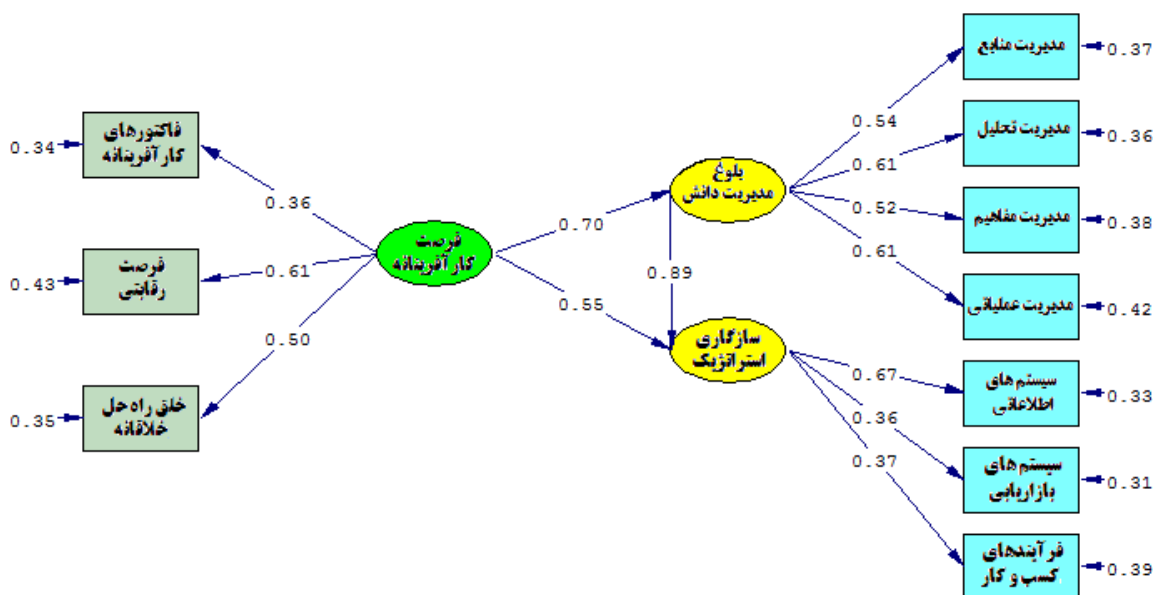 فاکتورهای
کارآفرینانه
0.34
فرصت
رقابتی
0.43
خلق راه حل
خلاقانه
0.35
0.36
0.61
0.50
فرصت
کارآفرینانه
0.70
0.55
بلوغ
مدیریت دانش
0.89
سازگاری
استراتژیک
0.54
0.61
0.52
0.61
0.67
0.36
0.37
مدیریت منابع
0.37
مدیریت تحلیل
0.36
مدیریت مفاهیم
0.38
مدیریت عملیاتی
0.42
سیستم های
اطلاعاتی
0.33
سیستم های
بازاریابی
0.31
فرآیندهای
کسب و کار
0.39